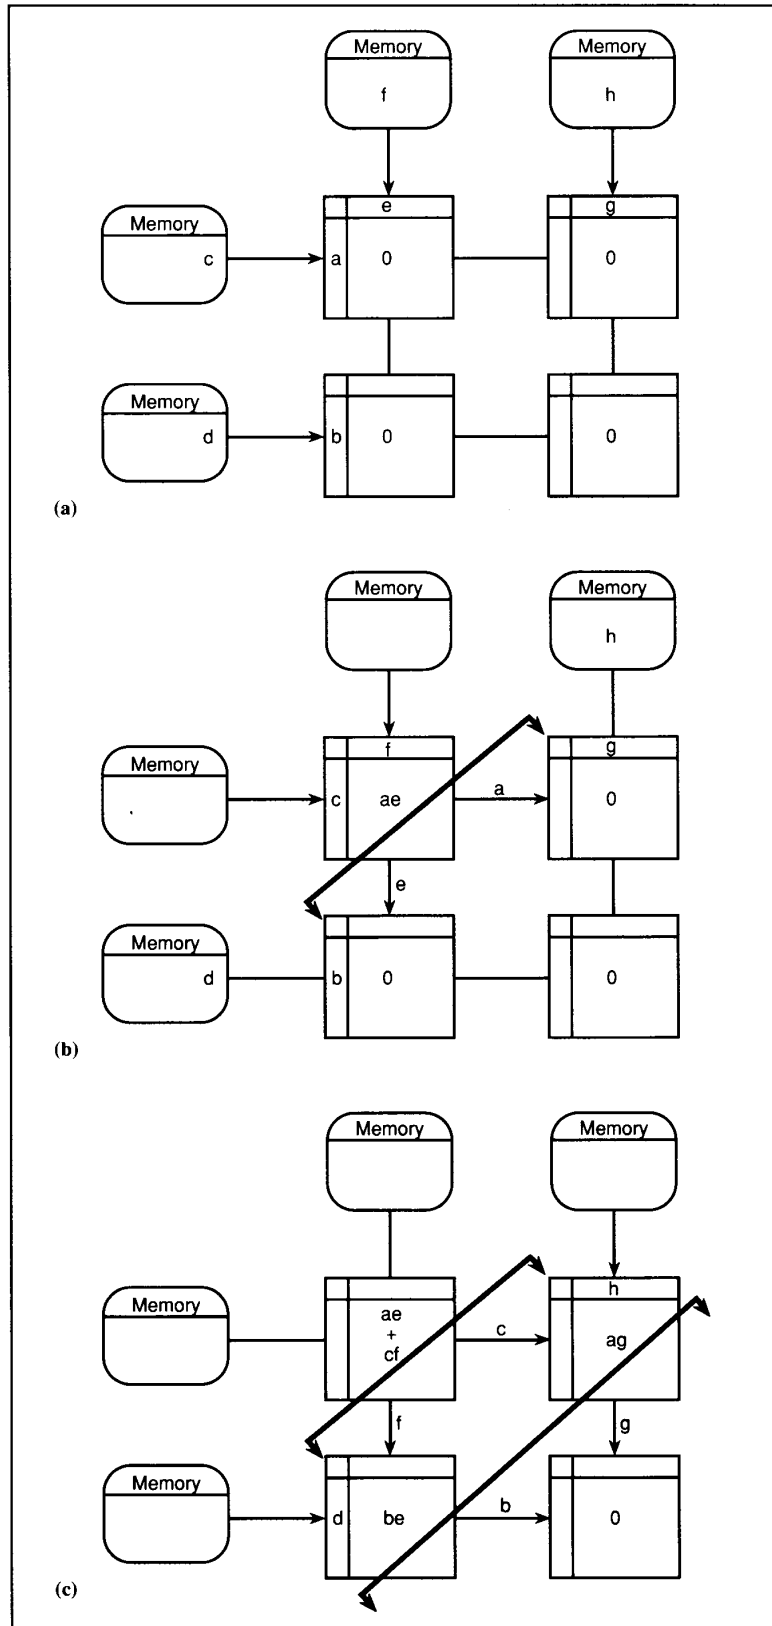 Memory Memory
f h
e g
Memory
c a 0 0
Memory
d b 0 0
(a)
Memory Memory
h
f g
Memory
c ae a 0
e
Memory
d b 0 0
(b)
Memory Memory
h
Memory
ae
+
cf
c ag
f g
Memory
d be b 0
(c)